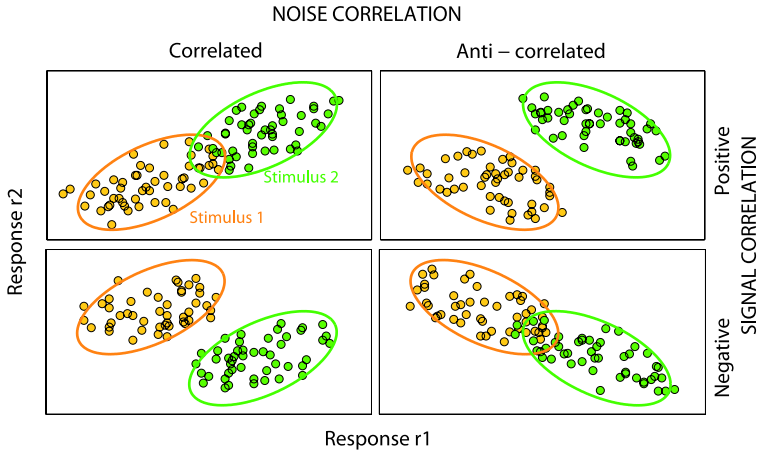 NOISE CORRELATION
Correlated
Anti – correlated
Stimulus 2
Stimulus 1
Positive
Negative
SIGNAL CORRELATION
Response r2
Response r1